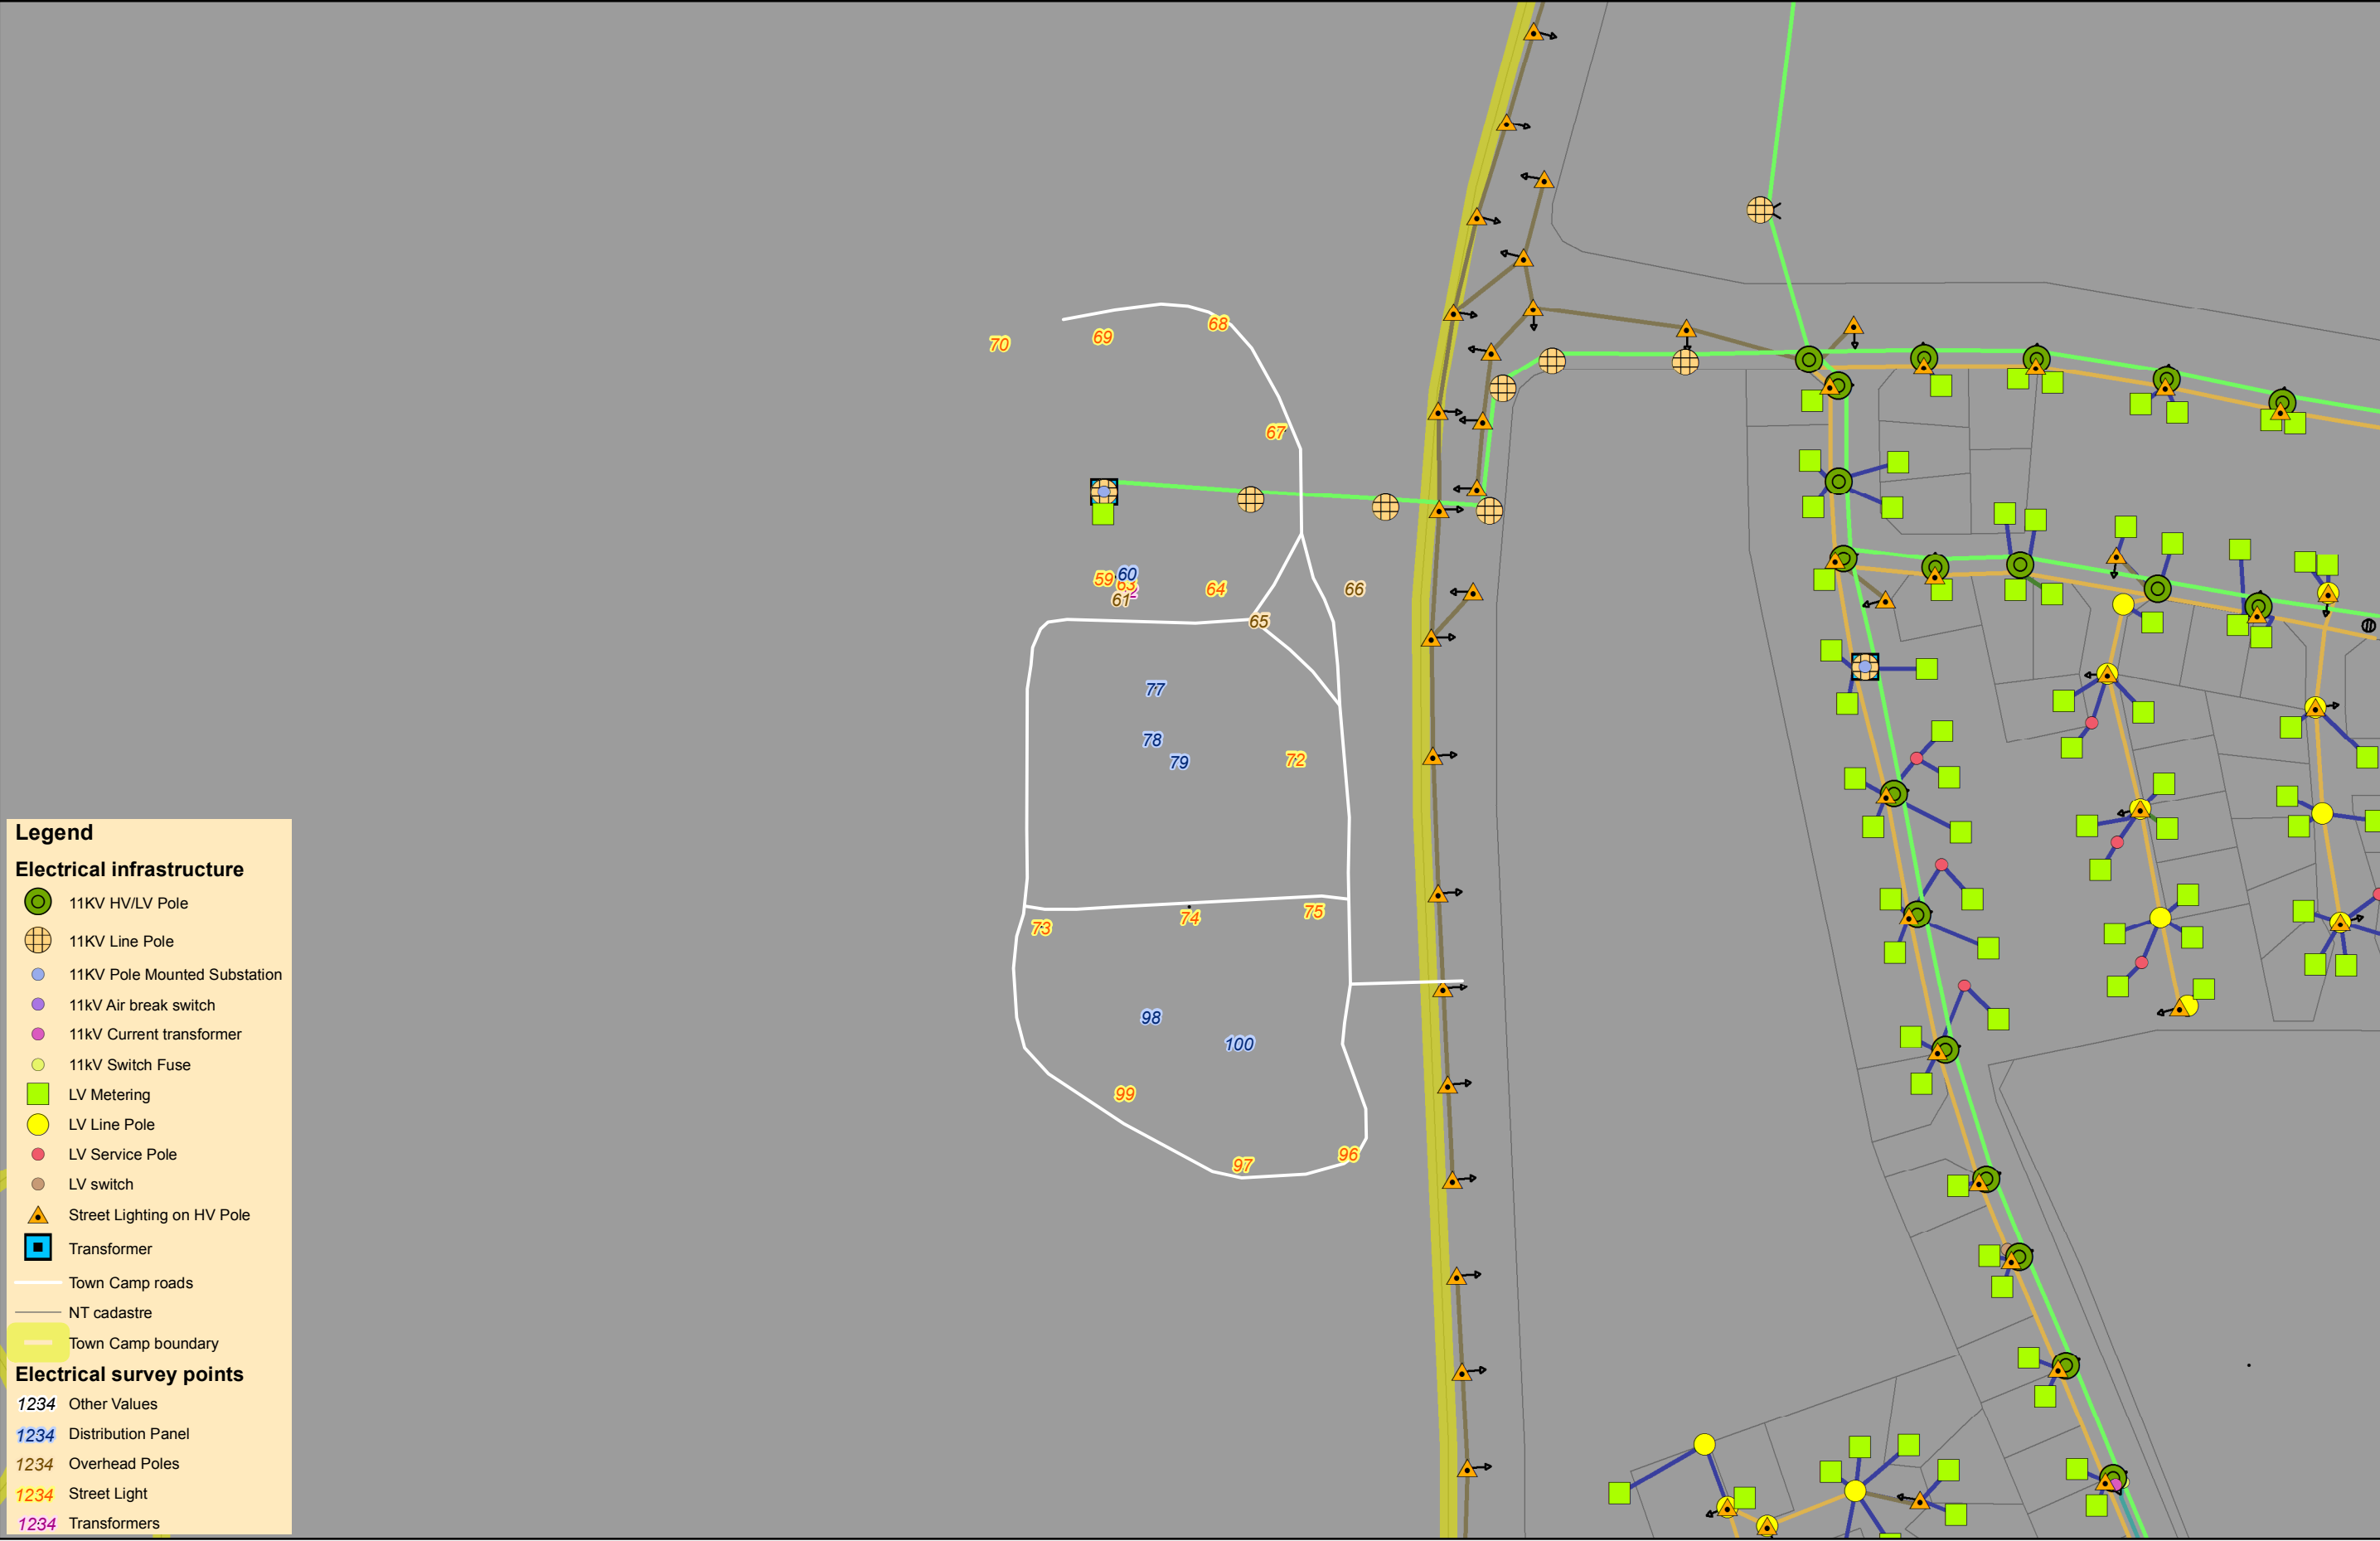 68
69
70
67
60
59
63
61
64
66
65
77
78
79
72
73
74
75
98
100
99
97
96
Legend
Electrical infrastructure
11KV HV/LV Pole
11KV Line Pole
11KV Pole Mounted Substation
11kV Air break switch
11kV Current transformer
11kV Switch Fuse
LV Metering
LV Line Pole
LV Service Pole
LV switch
Street Lighting on HV Pole
Transformer
Town Camp roads
NT cadastre
Town Camp boundary
Electrical survey points
1234 Other Values
1234 Distribution Panel
1234 Overhead Poles
1234 Street Light
1234 Transformers